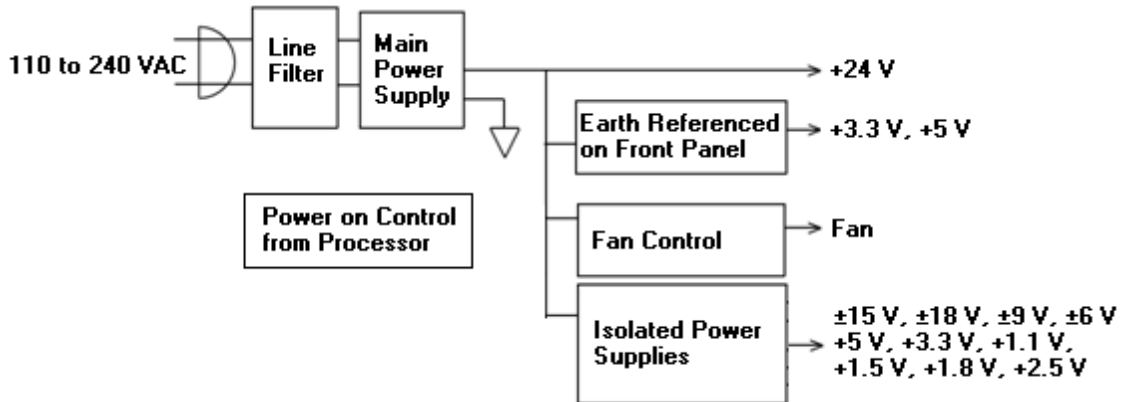 110 to 240 VAC
Line
Filter
Main
Power
Supply
+24 V
Earth Referenced
on Front Panel
+3.3 V, +5 V
Power on Control
from Processor
Fan Control
Fan
Isolated Power
Supplies
±15 V, ±18 V, ±9 V, ±6 V
+5 V, +3.3 V, +1.1 V,
+1.5 V, +1.8 V, +2.5 V